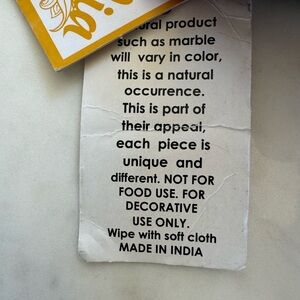 product
such as marble
will vary in color,
this is a natural
occurrence.
This is part of
their appeal,
each piece is
unique and
different. NOT FOR
FOOD USE. FOR
DECORATIVE
USE ONLY.
Wipe with soft cloth
MADE IN INDIA